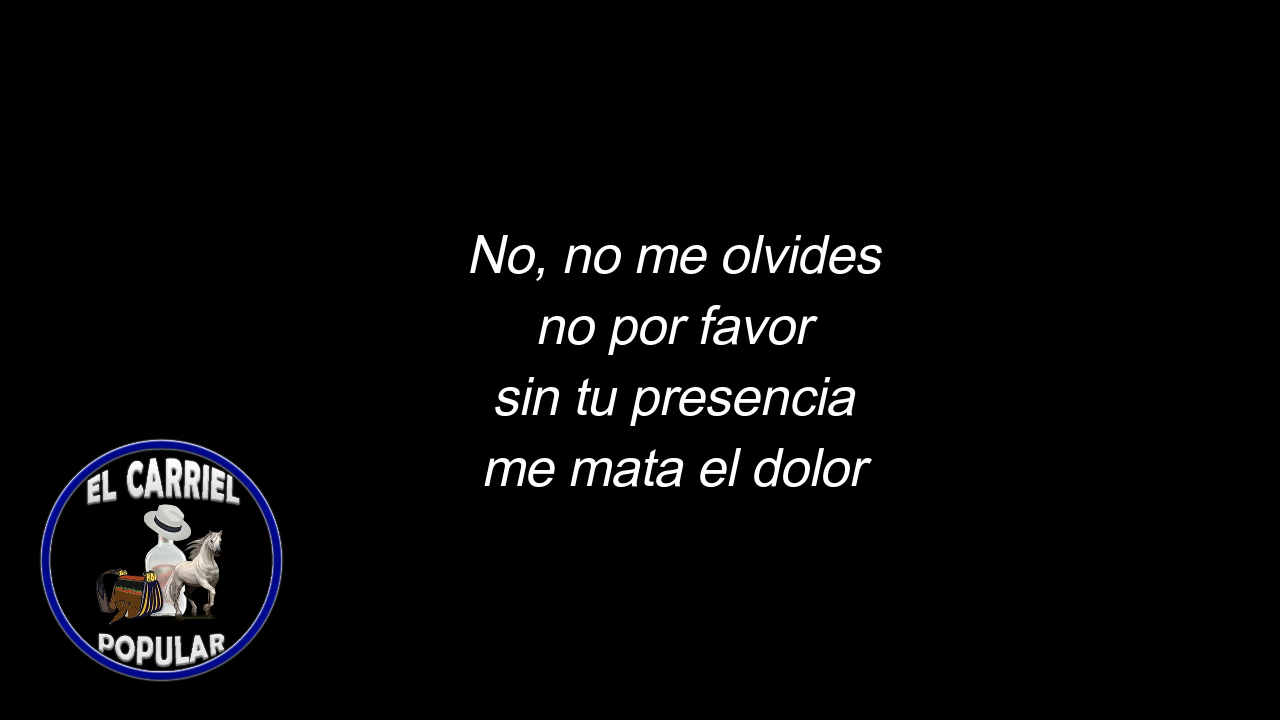 No, no me olvides
no por favor
sin tu presencia
me mata el dolor
EL CARRIEL
POPULAR